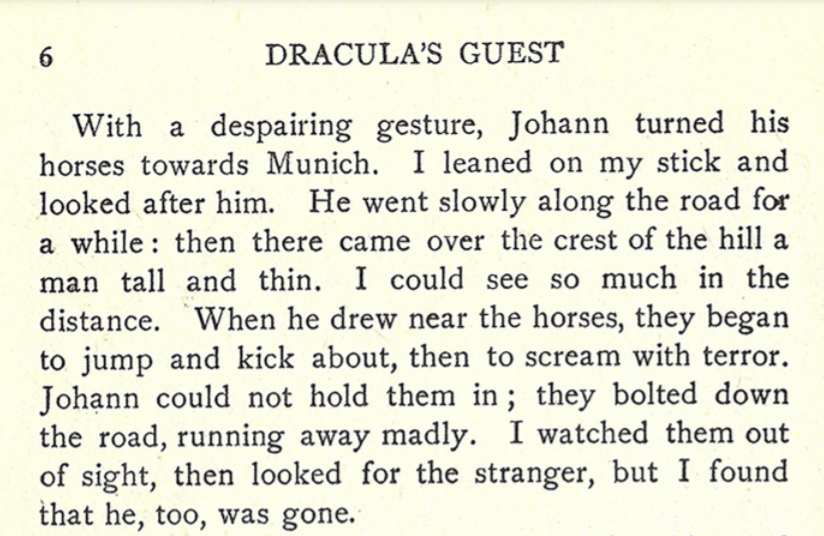 6 DRACULA'S GUEST
With a despairing gesture, Johann turned his
horses towards Munich. I leaned on my stick and
looked after him. He went slowly along the road for
a while : then there came over the crest of the hill a
man tall and thin. I could see so much in the
distance. When he drew near the horses, they began
to jump and kick about, then to scream with terror.
Johann could not hold them in ; they bolted down
the road, running away madly. I watched them out
of sight, then looked for the stranger, but I found
that he, too, was gone.